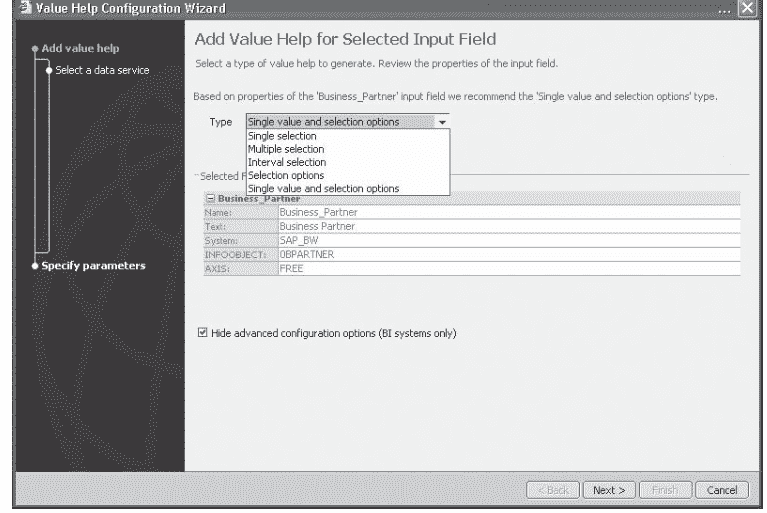 Value Help Configuration Wizard
...
Add value help
Select a data service
Specify parameters
Add Value Help for Selected Input Field
Select a type of value help to generate. Review the properties of the input field.
Based on properties of the 'Business_Partner' input field we recommend the 'Single value and selection options' type.
Type Single value and selection options
Single selection
Multiple selection
Interval selection
Selection options
Single value and selection options
Selected F
Business_Partner
Name: Business_Partner
Text: Business Partner
System: SAP_BW
INFOOBJECT: 0BPARTNER
AXIS: FREE
Hide advanced configuration options (BI systems only)
< Back Next > Finish Cancel